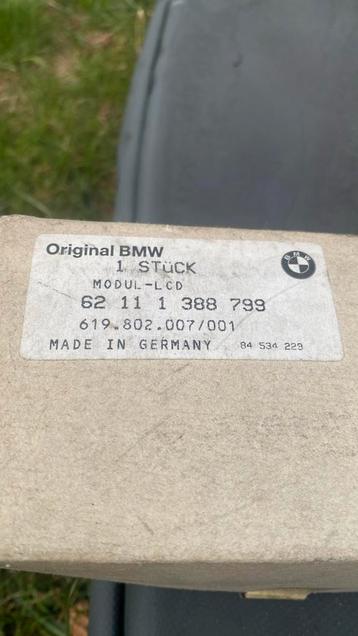 Original BMW
1 STüCK
BMW
MODUL-LCD
62 11 1 388 799
619.802.007/001
MADE IN GERMANY 84 534 229